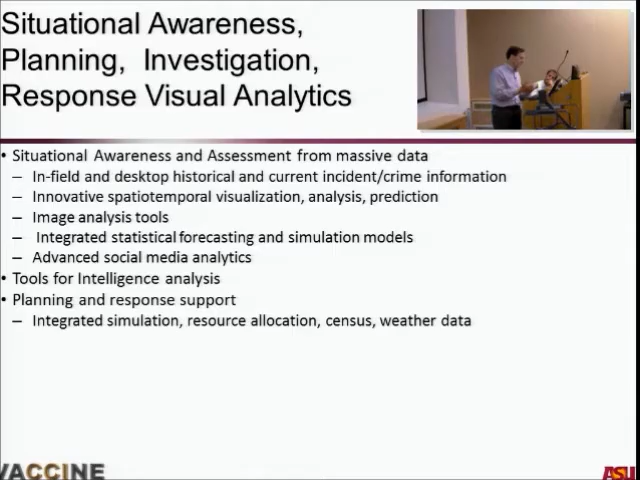 Situational Awareness,
Planning, Investigation,
Response Visual Analytics
• Situational Awareness and Assessment from massive data
– In-field and desktop historical and current incident/crime information
– Innovative spatiotemporal visualization, analysis, prediction
– Image analysis tools
– Integrated statistical forecasting and simulation models
– Advanced social media analytics
• Tools for Intelligence analysis
• Planning and response support
– Integrated simulation, resource allocation, census, weather data
VACCINE
ASU